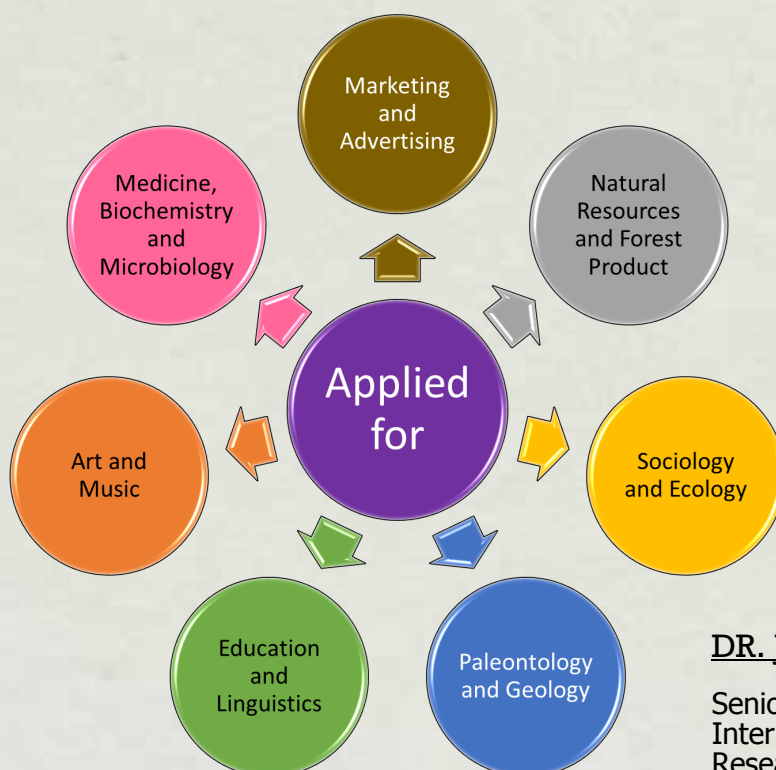 Marketing
and
Advertising
Medicine,
Biochemistry
and
Microbiology
Natural
Resources
and Forest
Product
Applied
for
Art and
Music
Sociology
and Ecology
Education
and
Linguistics
Paleontology
and Geology
DR.